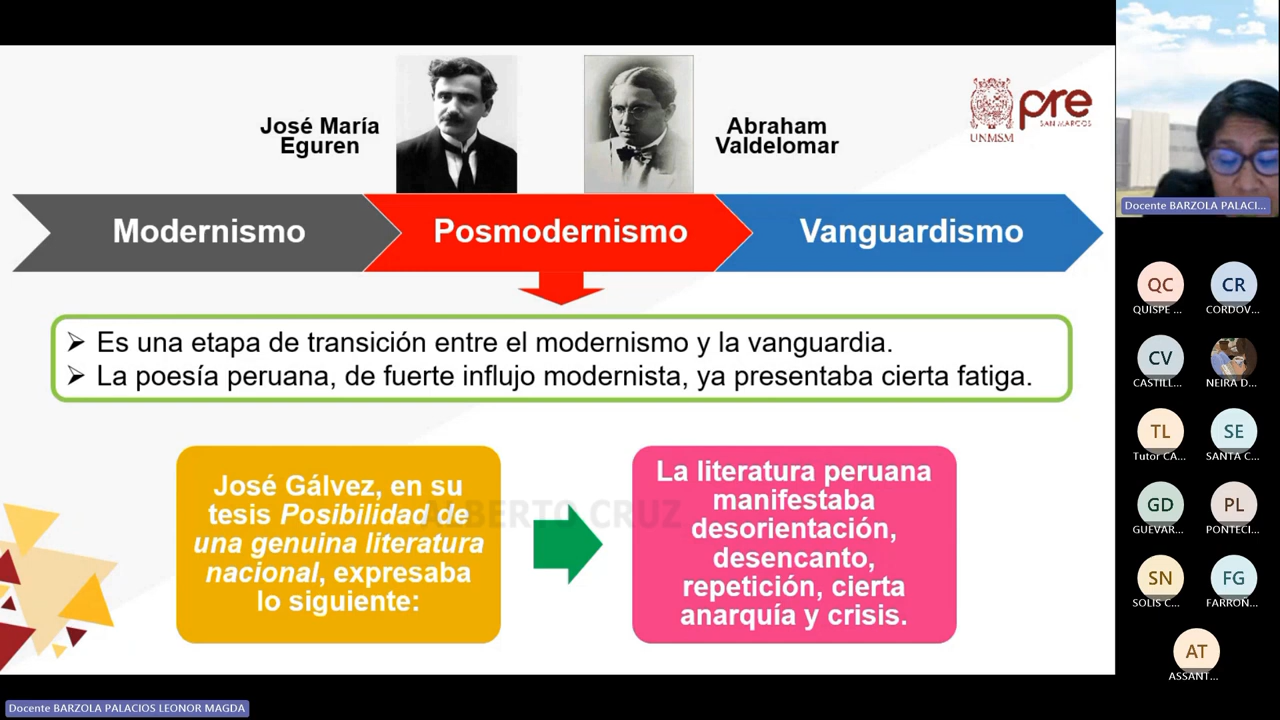 José María
Eguren
Abraham
Valdelomar
UNMSM
pre
SAN MARCOS
Modernismo
Posmodernismo
Vanguardismo
➢ Es una etapa de transición entre el modernismo y la vanguardia.
➢ La poesía peruana, de fuerte influjo modernista, ya presentaba cierta fatiga.
José Gálvez, en su
tesis Posibilidad de
una genuina literatura
nacional, expresaba
lo siguiente:
ALBERTO CRUZ
La literatura peruana
manifestaba
desorientación,
desencanto,
repetición, cierta
anarquía y crisis.
Docente BARZOLA PALACI...
QC
QUISPE ...
CR
CORDOV...
CV
CASTILL...
NEIRA D...
TL
Tutor CA...
SE
SANTA C...
GD
GUEVAR...
PL
PONTECI...
SN
SOLIS C...
FG
FARRON...
AT
ASSANT...
Docente BARZOLA PALACIOS LEONOR MAGDA